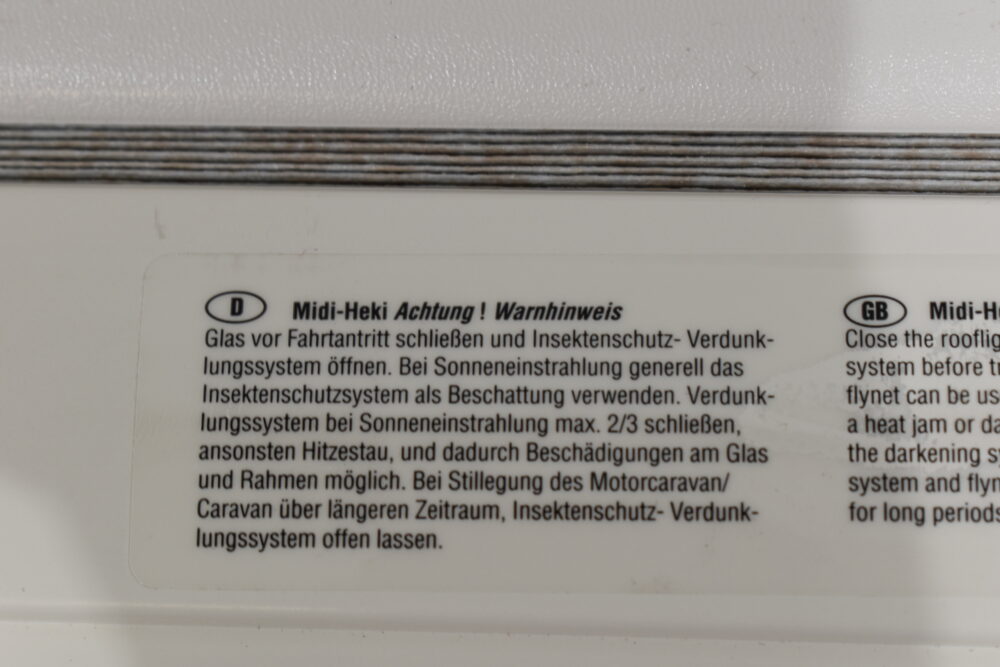 D Midi-Heki Achtung ! Warnhinweis
Glas vor Fahrtantritt schließen und Insektenschutz- Verdunk-
lungssystem öffnen. Bei Sonneneinstrahlung generell das
Insektenschutzsystem als Beschattung verwenden. Verdunk-
lungssystem bei Sonneneinstrahlung max. 2/3 schließen,
ansonsten Hitzestau, und dadurch Beschädigungen am Glas
und Rahmen möglich. Bei Stillegung des Motorcaravan/
Caravan über längeren Zeitraum, Insektenschutz- Verdunk-
lungssystem offen lassen.
GB Midi-
Close the
system before
flynet can be
a heat jam or
the darkening
system and
for long periods